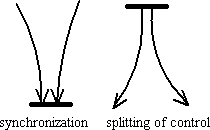 synchronization
splitting of control